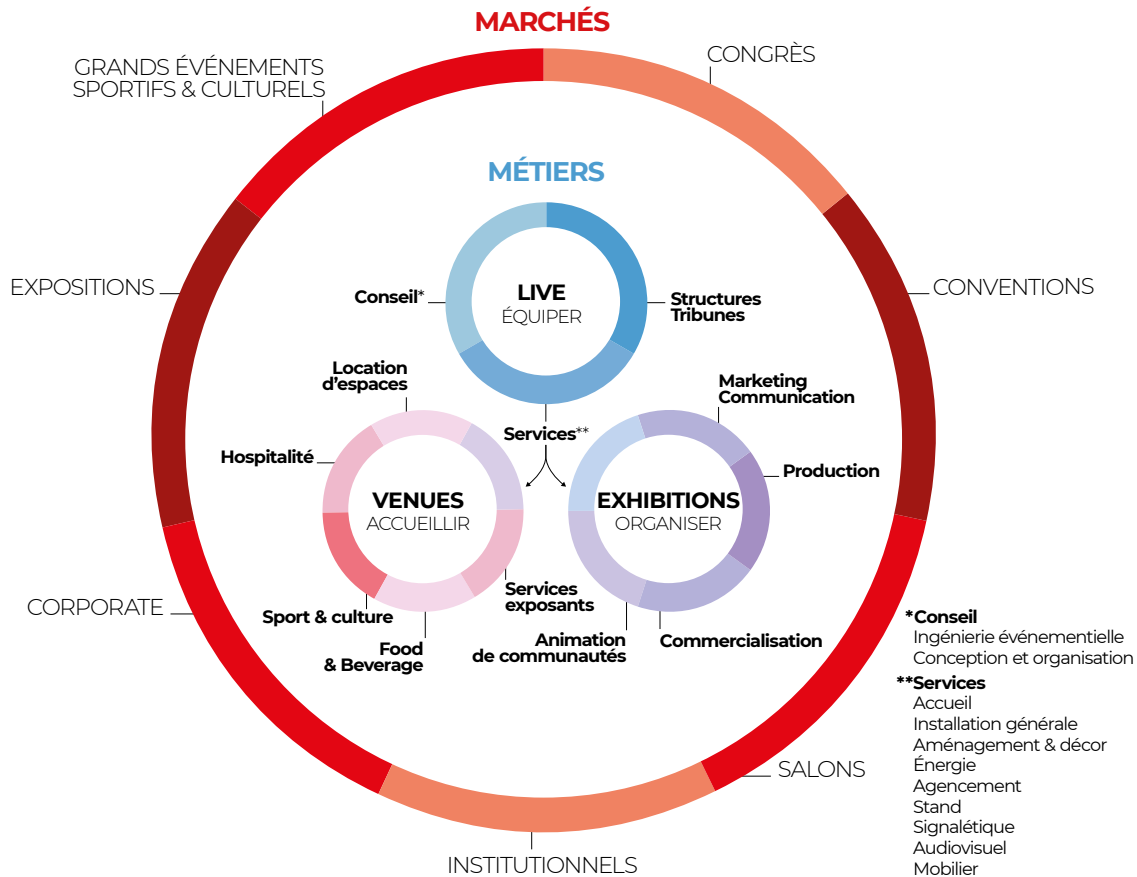 MARCHÉS
GRANDS ÉVÉNEMENTS
SPORTIFS & CULTURELS
CONGRÈS
MÉTIERS
EXPOSITIONS
CONVENTIONS
Conseil*
LIVE
ÉQUIPER
Structures
Tribunes
Location
d’espaces
Marketing
Communication
Services**
Hospitalité
Production
VENUES
ACCUEILLIR
EXHIBITIONS
ORGANISER
Services
exposants
Sport & culture
Food
& Beverage
Animation
de communautés
Commercialisation
CORPORATE
SALONS
INSTITUTIONNELS
*Conseil
Ingénierie événementielle
Conception et organisation
**Services
Accueil
Installation générale
Aménagement & décor
Énergie
Agencement
Stand
Signalétique
Audiovisuel
Mobilier